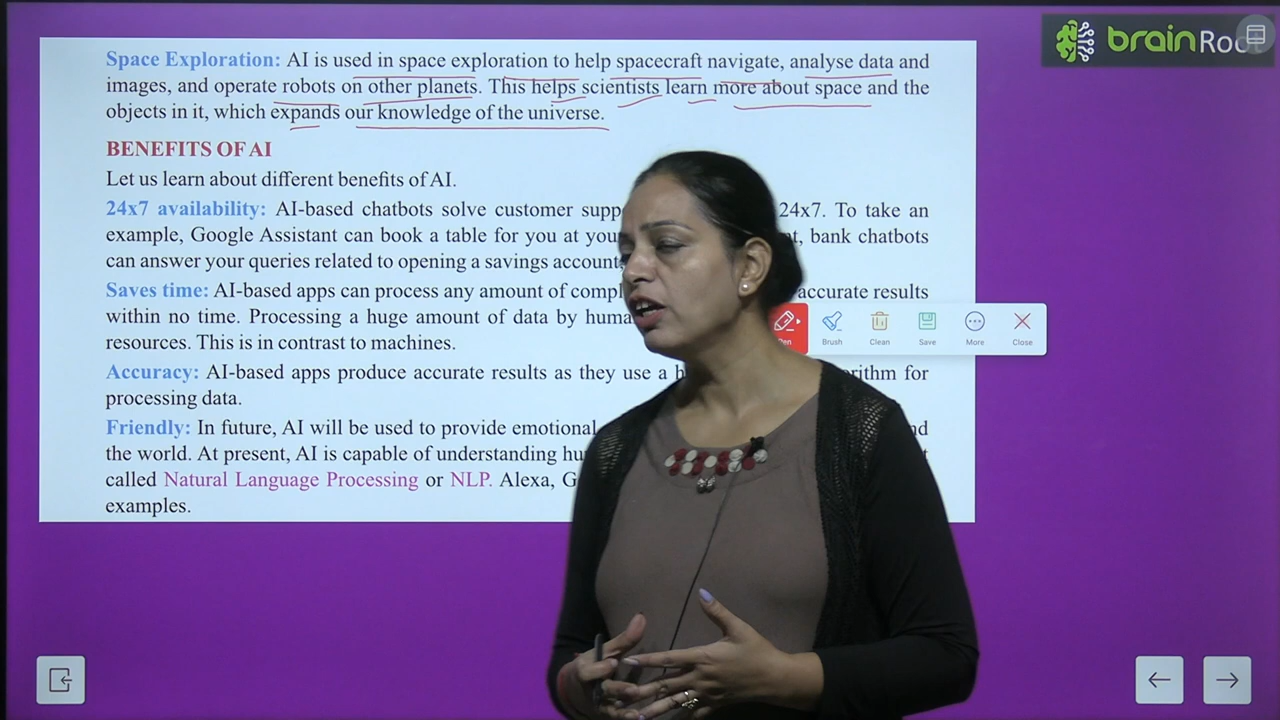 brainRoot
Space Exploration: AI is used in space exploration to help spacecraft navigate, analyse data and
images, and operate robots on other planets. This helps scientists learn more about space and the
objects in it, which expands our knowledge of the universe.
BENEFITS OF AI
Let us learn about different benefits of AI.
24x7 availability: AI-based chatbots solve customer 24x7. To take an
example, Google Assistant can book a table for you at bank chatbots
can answer your queries related to opening a savings account
Saves time: AI-based apps can process any amount of accurate results
within no time. Processing a huge amount of data by
resources. This is in contrast to machines.
Pen Brush Clean Save More Close
Accuracy: AI-based apps produce accurate results as they use a for
processing data.
Friendly: In future, AI will be used to provide emotional
the world. At present, AI is capable of understanding
called Natural Language Processing or NLP. Alexa,
examples.